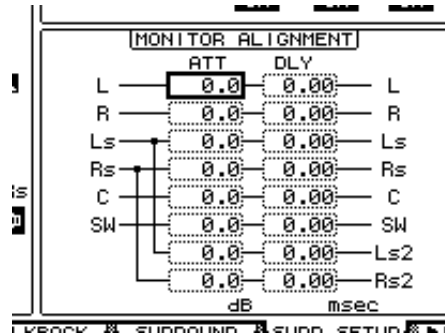 MONITOR ALIGNMENT
ATT DLY
L 0.0 0.00 L
R 0.0 0.00 R
Ls 0.0 0.00 Ls
Rs 0.0 0.00 Rs
C 0.0 0.00 C
SW 0.0 0.00 SW
0.0 0.00 Ls2
0.0 0.00 Rs2
dB msec
SURROUND SURR SETUP